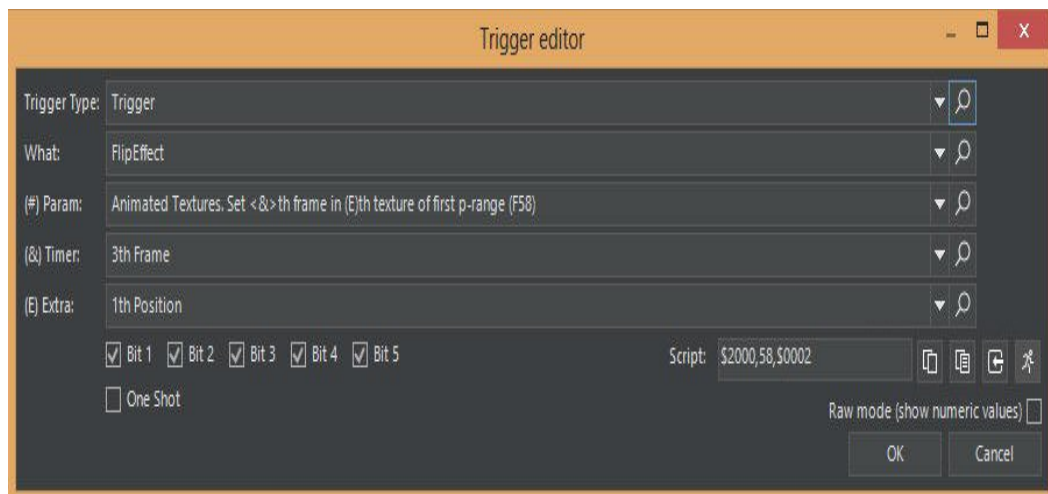 Trigger editor
Trigger Type: Trigger
What: FlipEffect
(#) Param: Animated Textures. Set <&>th frame in (E)th texture of first p-range (F58)
(&) Timer: 3th Frame
(E) Extra: 1th Position
Bit 1 Bit 2 Bit 3 Bit 4 Bit 5 Script: $2000,58,$0002
One Shot
Raw mode (show numeric values)
OK Cancel